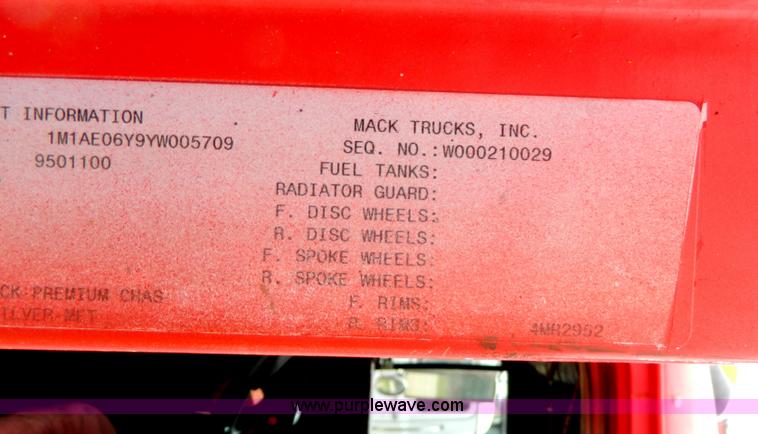 T INFORMATION
MACK TRUCKS, INC.
1M1AE06Y9YW005709
SEQ. NO.:W000210029
9501100
FUEL TANKS:
RADIATOR GUARD:
F. DISC WHEELS:
R. DISC WHEELS:
F. SPOKE WHEELS:
R. SPOKE WHEELS:
CK PREMIUM CHAS
F. RIMS:
ILVER MET
R. RIMS:
4MR2952
www.purplewave.com